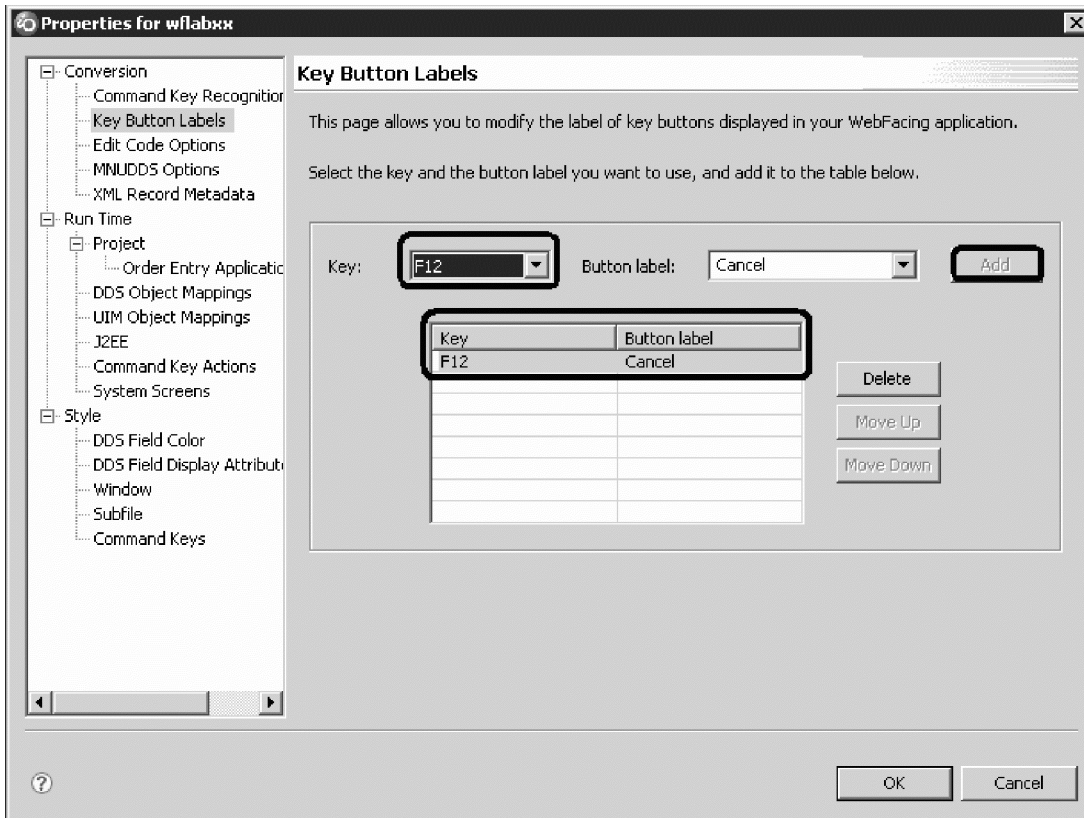 Properties for wflabxx
Conversion
Command Key Recognition
Key Button Labels
Edit Code Options
MNUDDS Options
XML Record Metadata
Run Time
Project
Order Entry Applicatic
DDS Object Mappings
UIM Object Mappings
J2EE
Command Key Actions
System Screens
Style
DDS Field Color
DDS Field Display Attribut
Window
Subfile
Command Keys
Key Button Labels
This page allows you to modify the label of key buttons displayed in your WebFacing application.
Select the key and the button label you want to use, and add it to the table below.
Key: F12 Button label: Cancel Add
Key Button label
F12 Cancel
Delete
Move Up
Move Down
OK Cancel